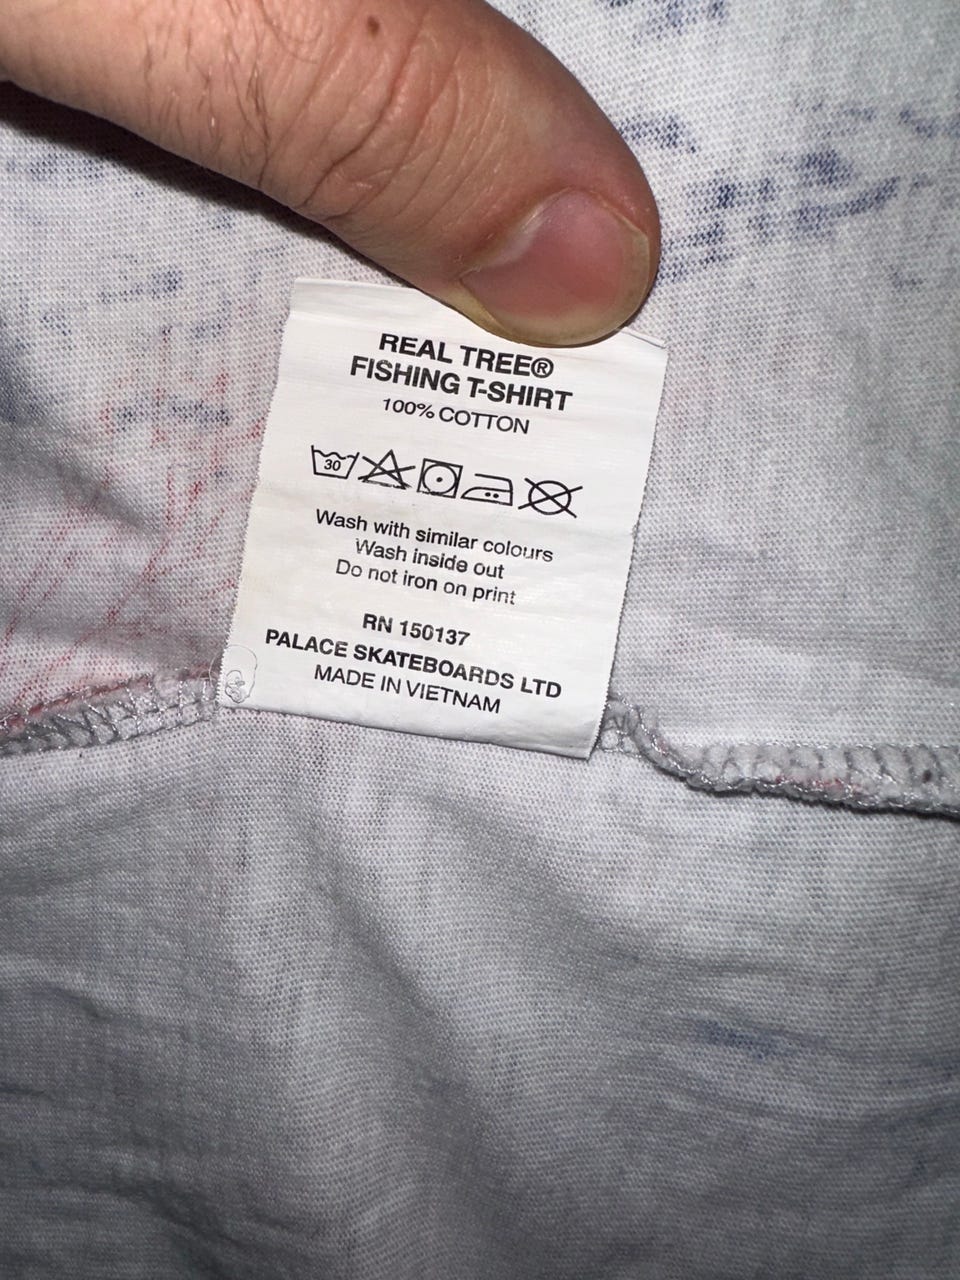 REAL TREE®
FISHING T-SHIRT
100% COTTON
30
Wash with similar colours
Wash inside out
Do not iron on print
RN 150137
PALACE SKATEBOARDS LTD
MADE IN VIETNAM